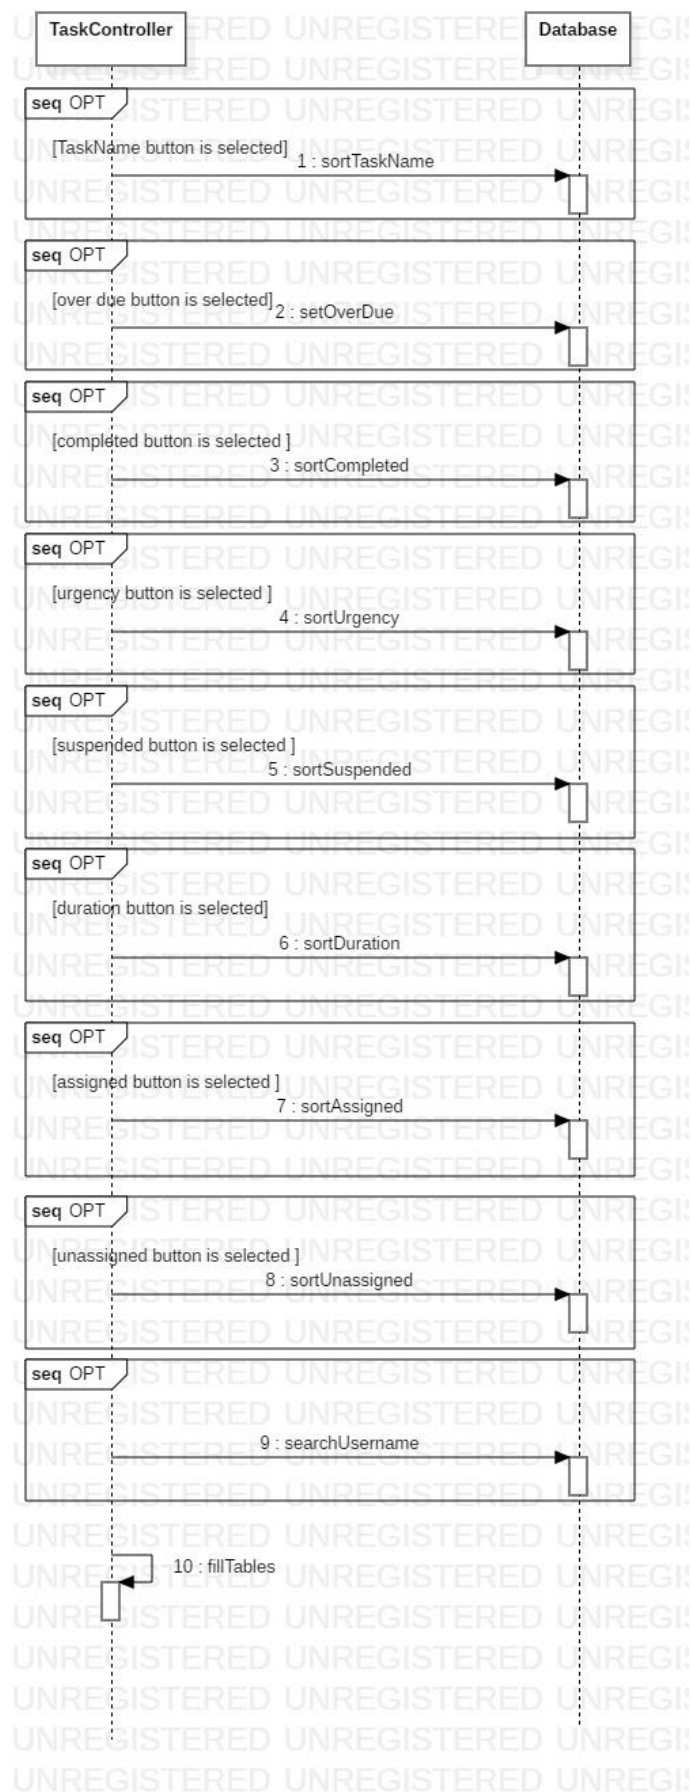 TaskController Database
seq OPT
[TaskName button is selected]
1 : sortTaskName
seq OPT
[over due button is selected]
2 : setOverDue
seq OPT
[completed button is selected ]
3 : sortCompleted
seq OPT
[urgency button is selected ]
4 : sortUrgency
seq OPT
[suspended button is selected ]
5 : sortSuspended
seq OPT
[duration button is selected]
6 : sortDuration
seq OPT
[assigned button is selected ]
7 : sortAssigned
seq OPT
[unassigned button is selected ]
8 : sortUnassigned
seq OPT
9 : searchUsername
10 : fillTables
UNREGISTERED UNREGISTERED UNREGIS